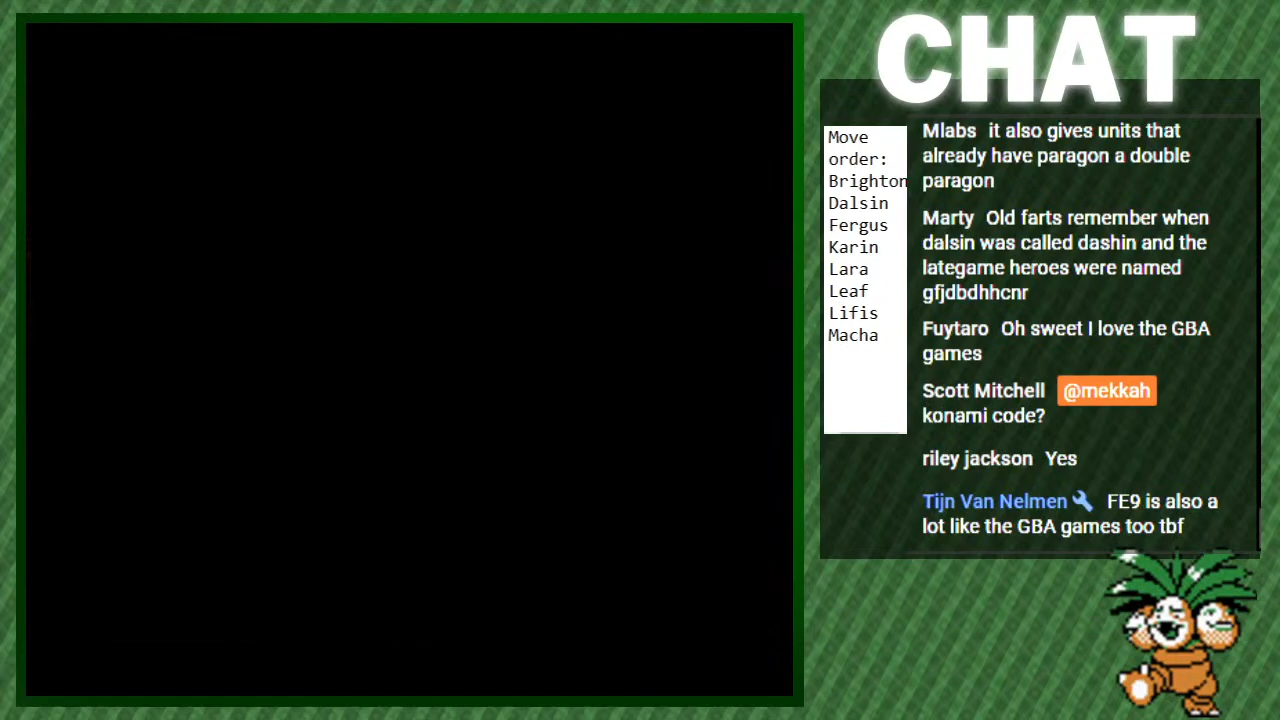 CHAT
Move
order:
Brighton
Dalsin
Fergus
Karin
Lara
Leaf
Lifis
Macha
Mlabs it also gives units that
already have paragon a double
paragon
Marty Old farts remember when
dalsin was called dashin and the
lategame heroes were named
gfjdbdhhcnr
Fuytaro Oh sweet I love the GBA
games
Scott Mitchell @mekkah
konami code?
riley jackson Yes
Tijn Van Nelmen FE9 is also a
lot like the GBA games too tbf